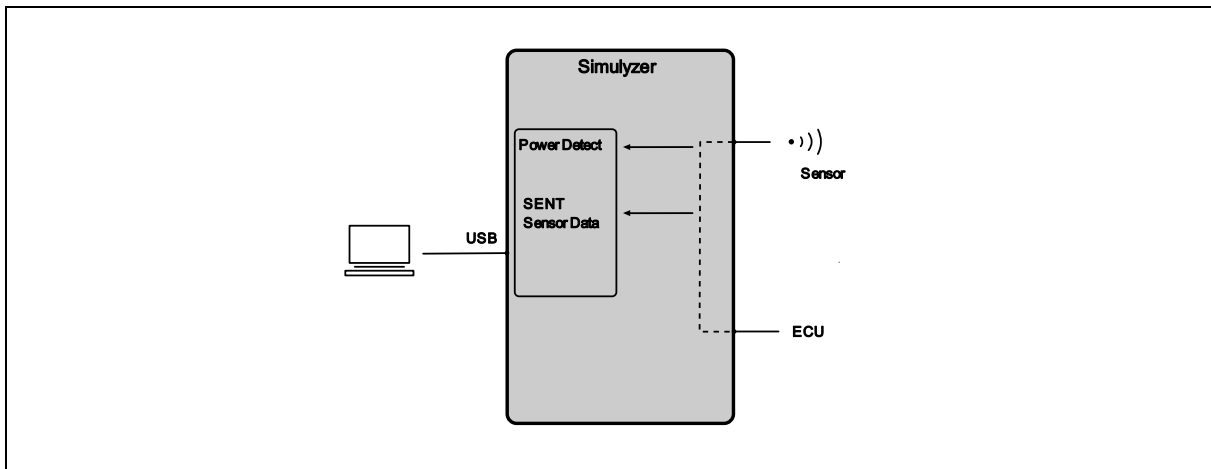 Simulyzer
Power Detect
Sensor
SENT
Sensor Data
USB
ECU